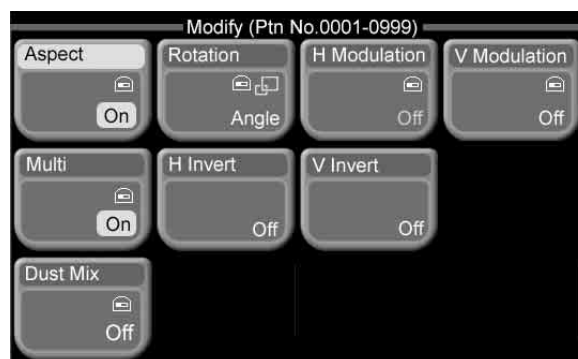 Modify (Ptn No.0001-0999)
Aspect
On
Rotation
Angle
H Modulation
Off
V Modulation
Off
Multi
On
H Invert
Off
V Invert
Off
Dust Mix
Off